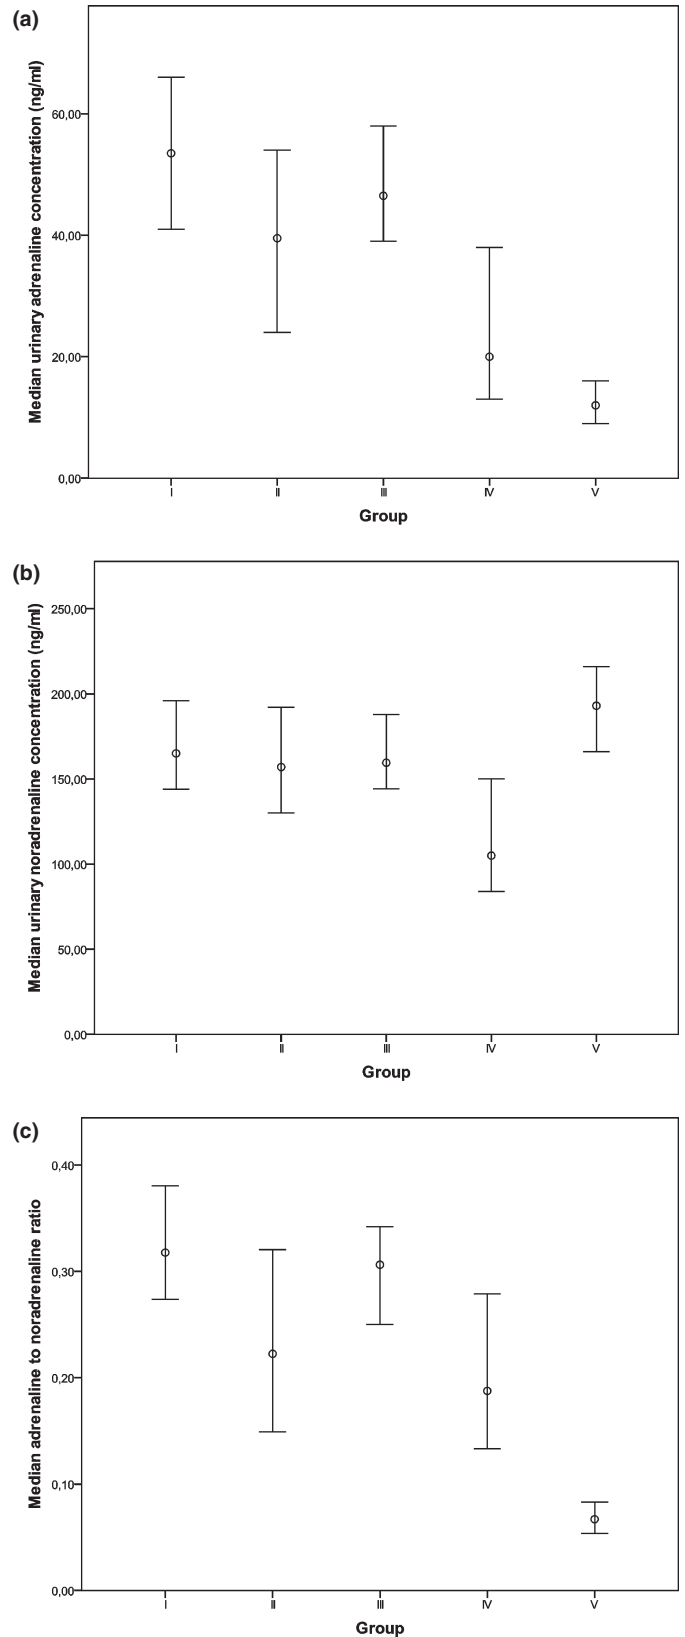 (a)
Median urinary adrenaline concentration (ng/ml)
60,00
40,00
20,00
0,00
I II III IV V
Group
(b)
Median urinary noradrenaline concentration (ng/ml)
250,00
200,00
150,00
100,00
50,00
0,00
I II III IV V
Group
(c)
Median adrenaline to noradrenaline ratio
0,40
0,30
0,20
0,10
0,00
I II III IV V
Group